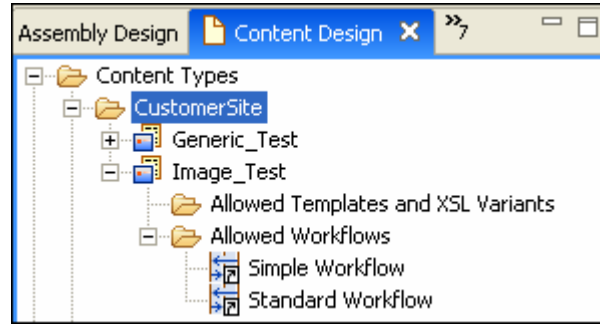 Assembly Design Content Design »7
Content Types
CustomerSite
Generic_Test
Image_Test
Allowed Templates and XSL Variants
Allowed Workflows
Simple Workflow
Standard Workflow